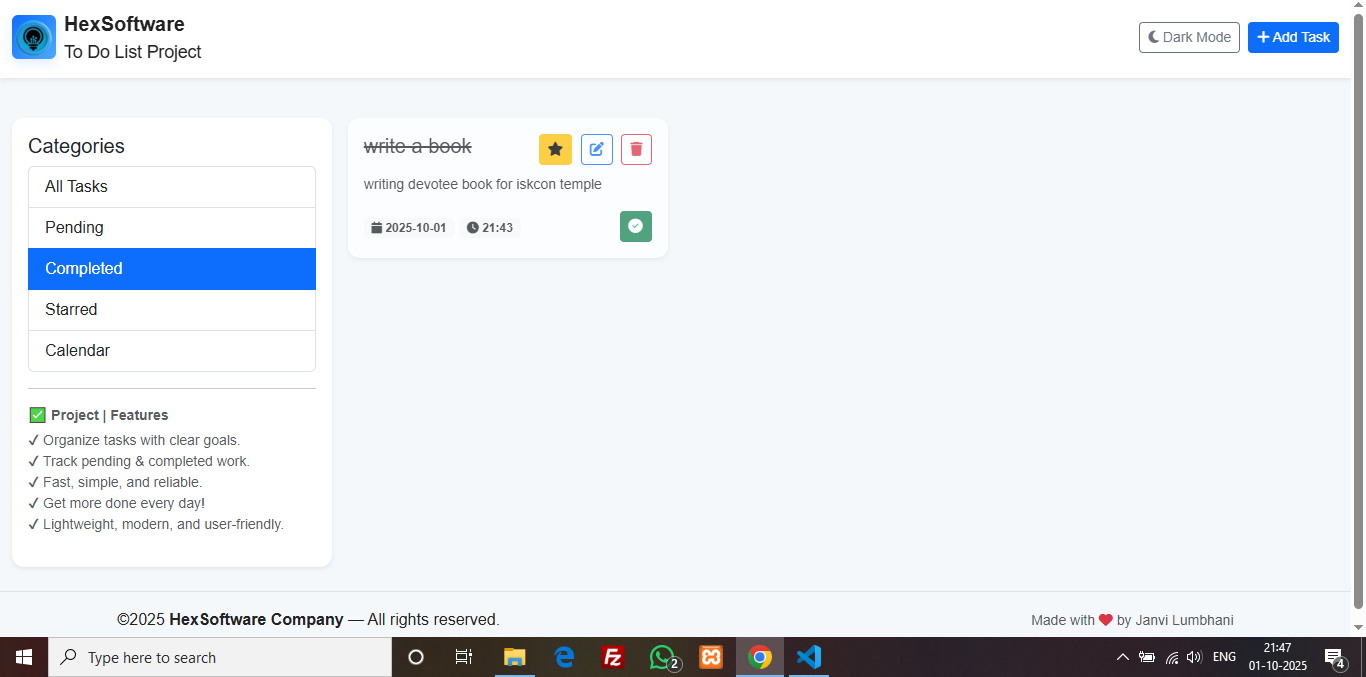 HexSoftware
To Do List Project
Dark Mode
Add Task
Categories
All Tasks
Pending
Completed
Starred
Calendar
✅ Project | Features
✓ Organize tasks with clear goals.
✓ Track pending & completed work.
✓ Fast, simple, and reliable.
✓ Get more done every day!
✓ Lightweight, modern, and user-friendly.
write a book
writing devotee book for iskcon temple
2025-10-01 21:43
©2025 HexSoftware Company — All rights reserved.
Made with ❤ by Janvi Lumbhani
Type here to search
2
ENG
21:47
01-10-2025
4